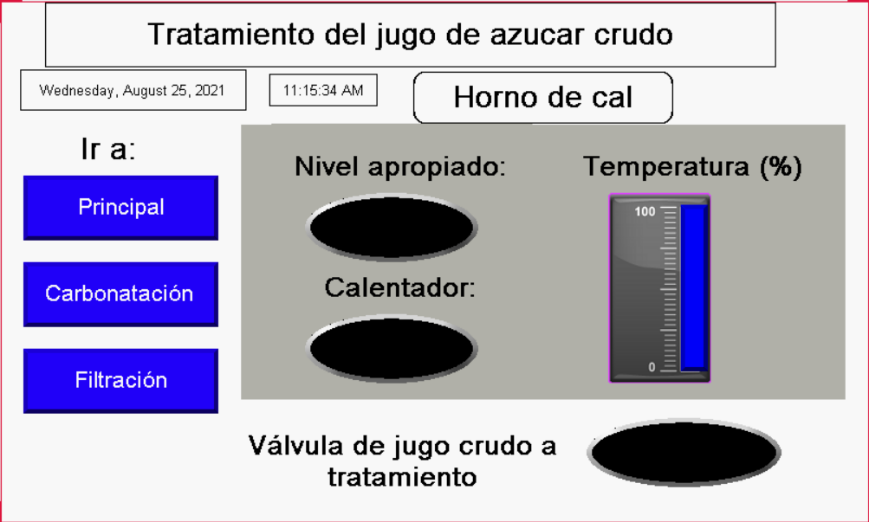 Tratamiento del jugo de azucar crudo
Wednesday, August 25, 2021
11:15:34 AM
Horno de cal
Ir a:
Principal
Carbonatación
Filtración
Nivel apropiado:
Temperatura (%)
100
0
Calentador:
Válvula de jugo crudo a
tratamiento